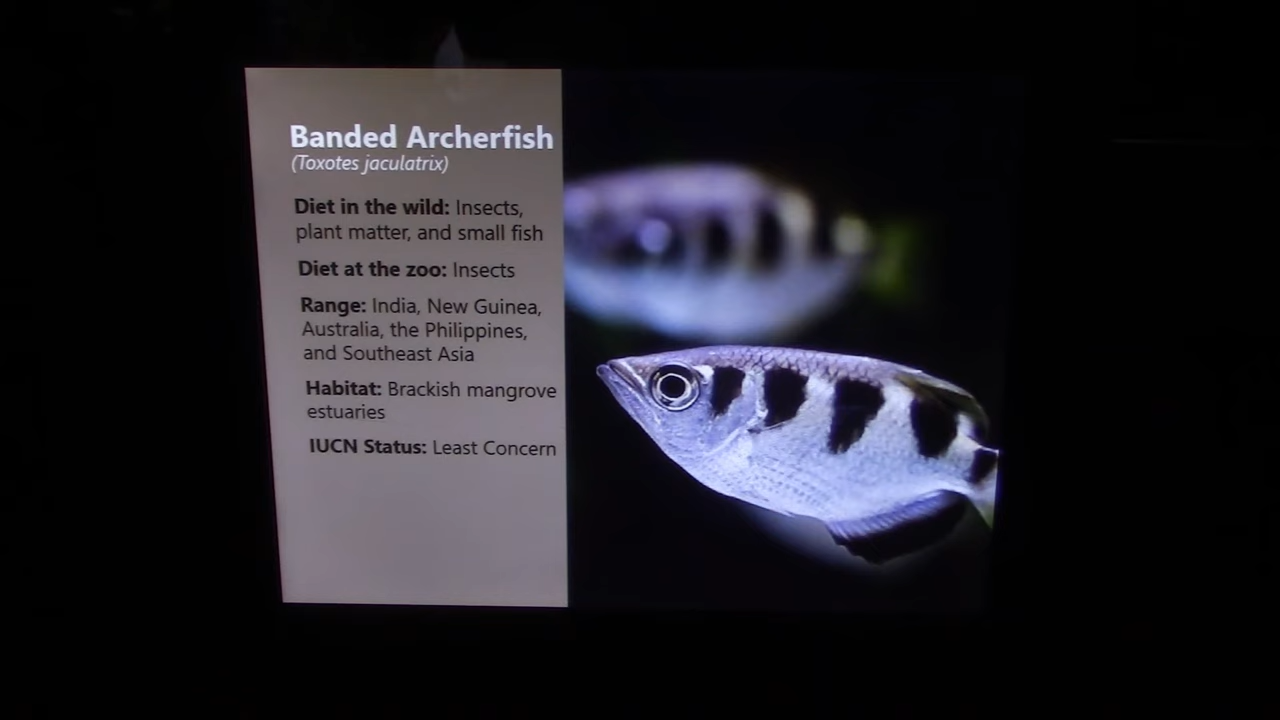 Banded Archerfish
(Toxotes jaculatrix)
Diet in the wild: Insects,
plant matter, and small fish
Diet at the zoo: Insects
Range: India, New Guinea,
Australia, the Philippines,
and Southeast Asia
Habitat: Brackish mangrove
estuaries
IUCN Status: Least Concern